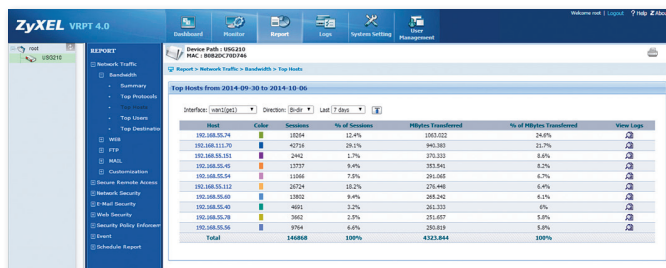 ZyXEL VRPT 4.0
Welcome root | Logout ? Help Z Abou
Dashboard Monitor Report Logs System Setting User Management
root
USG210
REPORT
Network Traffic
Bandwidth
Summary
Top Protocols
Top Hosts
Top Users
Top Destinatio
WEB
FTP
MAIL
Customization
Secure Remote Access
Network Security
E-Mail Security
Web Security
Security Policy Enforcem
Event
Schedule Report
Device Path : USG210
MAC : B0B2DC70D746
Report > Network Traffic > Bandwidth > Top Hosts
Top Hosts from 2014-09-30 to 2014-10-06
Interface: wan1(ge1) Direction: Bi-dir Last 7 days
Host Color Sessions % of Sessions MBytes Transferred % of MBytes Transferred View Logs
192.168.55.74 18264 12.4% 1063.022 24.6%
192.168.111.70 42716 29.1% 940.383 21.7%
192.168.55.151 2442 1.7% 370.333 8.6%
192.168.55.45 13737 9.4% 353.541 8.2%
192.168.55.54 11066 7.5% 291.065 6.7%
192.168.55.112 26724 18.2% 276.448 6.4%
192.168.55.60 13802 9.4% 265.242 6.1%
192.168.55.40 4691 3.2% 261.333 6%
192.168.55.78 3662 2.5% 251.657 5.8%
192.168.55.56 9764 6.6% 250.819 5.8%
Total 146868 100% 4323.844 100%